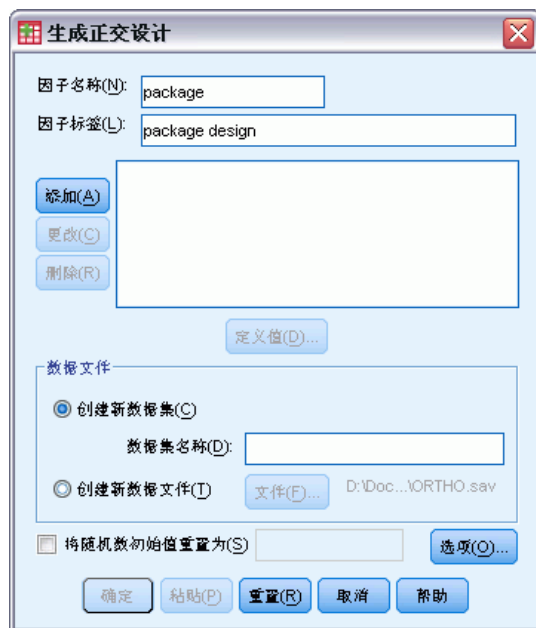 生成正交设计
因子名称(N): package
因子标签(L): package design
添加(A)
更改(C)
删除(R)
定义值(D)...
数据文件
创建新数据集(C)
数据集名称(D):
创建新数据文件(T) 文件(F)... D:\Doc...\ORTHO.sav
将随机数初始值重置为(S) 选项(O)...
确定 粘贴(P) 重置(R) 取消 帮助